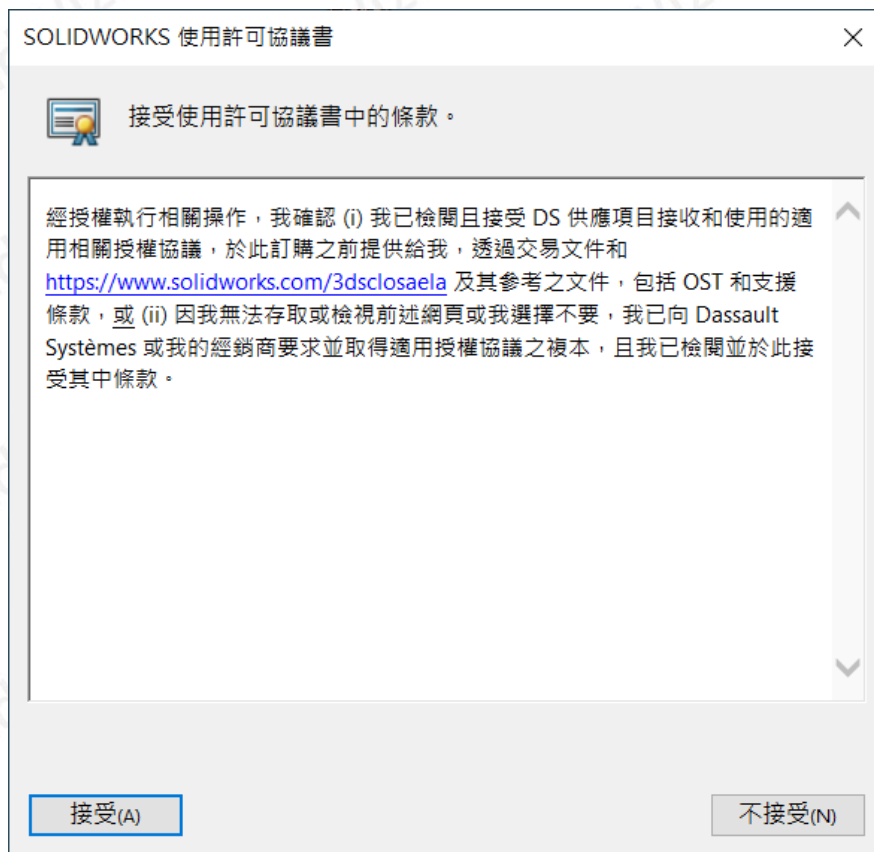 SOLIDWORKS 使用許可協議書
接受使用許可協議書中的條款。
經授權執行相關操作，我確認 (i) 我已檢閱且接受 DS 供應項目接收和使用的適
用相關授權協議，於此訂購之前提供給我，透過交易文件和
https://www.solidworks.com/3dsclosaela 及其參考之文件，包括 OST 和支援
條款，或 (ii) 因我無法存取或檢視前述網頁或我選擇不要，我已向 Dassault
Systèmes 或我的經銷商要求並取得適用授權協議之複本，且我已檢閱並於此接
受其中條款。
接受(A)
不接受(N)